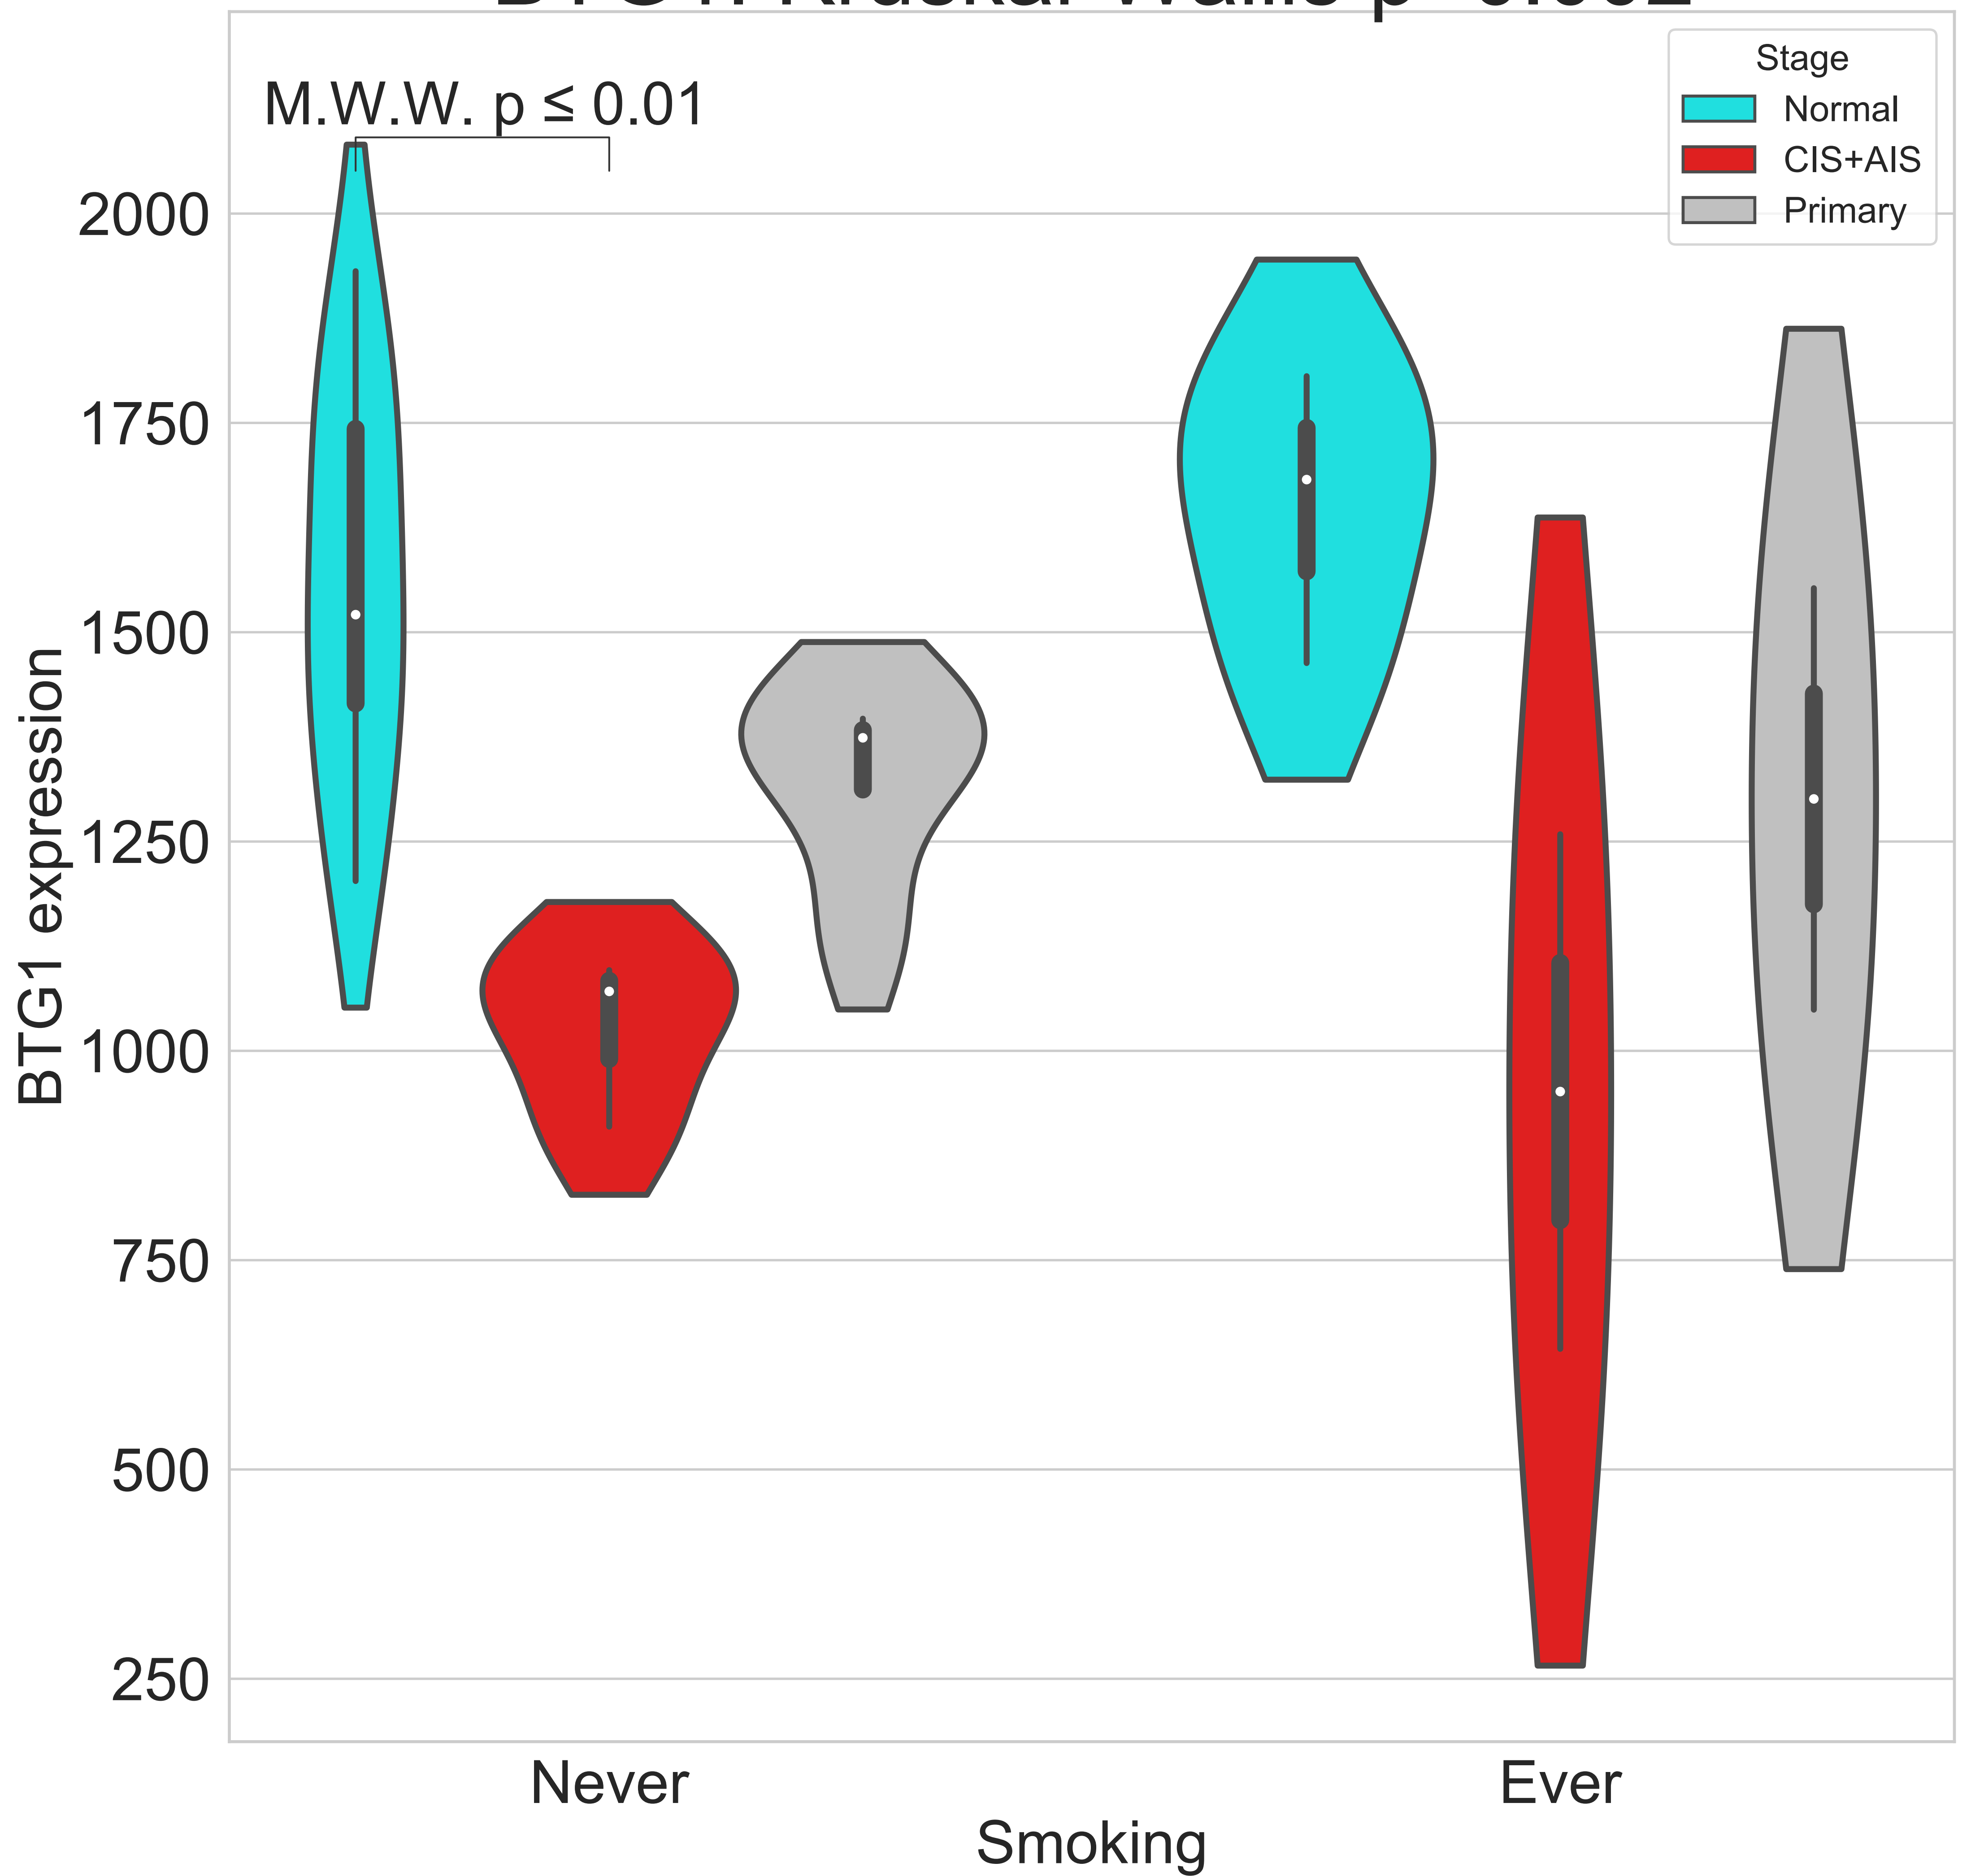 M.W.W. p ≤ 0.01
Stage
Normal
CIS+AIS
Primary
2000
1750
1500
1250
1000
750
500
250
BTG1 expression
Never
Ever
Smoking